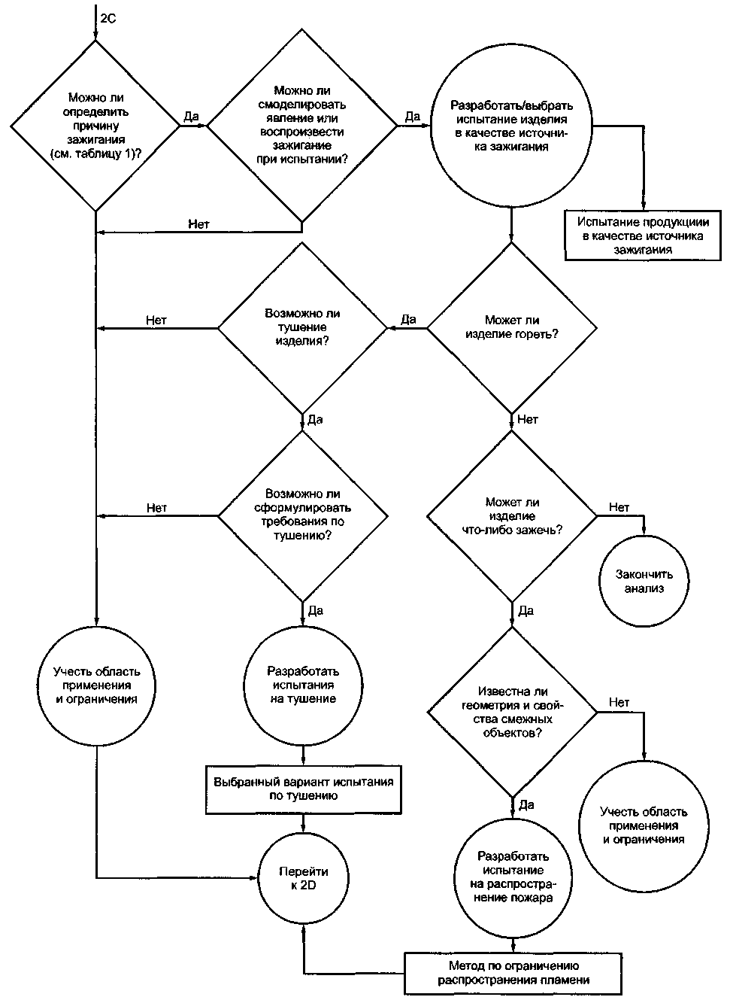 2С
Можно ли
определить
причину
зажигания
(см. таблицу 1)?
Да
Можно ли
смоделировать
явление или
воспроизвести
зажигание
при испытании?
Да
Разработать/выбрать
испытание изделия
в качестве источни-
ка зажигания
Нет
Испытание продукциии
в качестве источника
зажигания
Нет
Возможно ли
тушение
изделия?
Да
Может ли
изделие гореть?
Да
Нет
Нет
Возможно ли
сформулировать
требования по
тушению?
Может ли
изделие
что-либо зажечь?
Нет
Закончить
анализ
Да
Да
Учесть область
применения
и ограничения
Разработать
испытания
на тушение
Известна ли
геометрия и свой-
ства смежных
объектов?
Нет
Выбранный вариант испытания
по тушению
Да
Учесть область
применения
и ограничения
Перейти
к 2D
Разработать
испытание
на распростра-
нение пожара
Метод по ограничению
распространения пламени